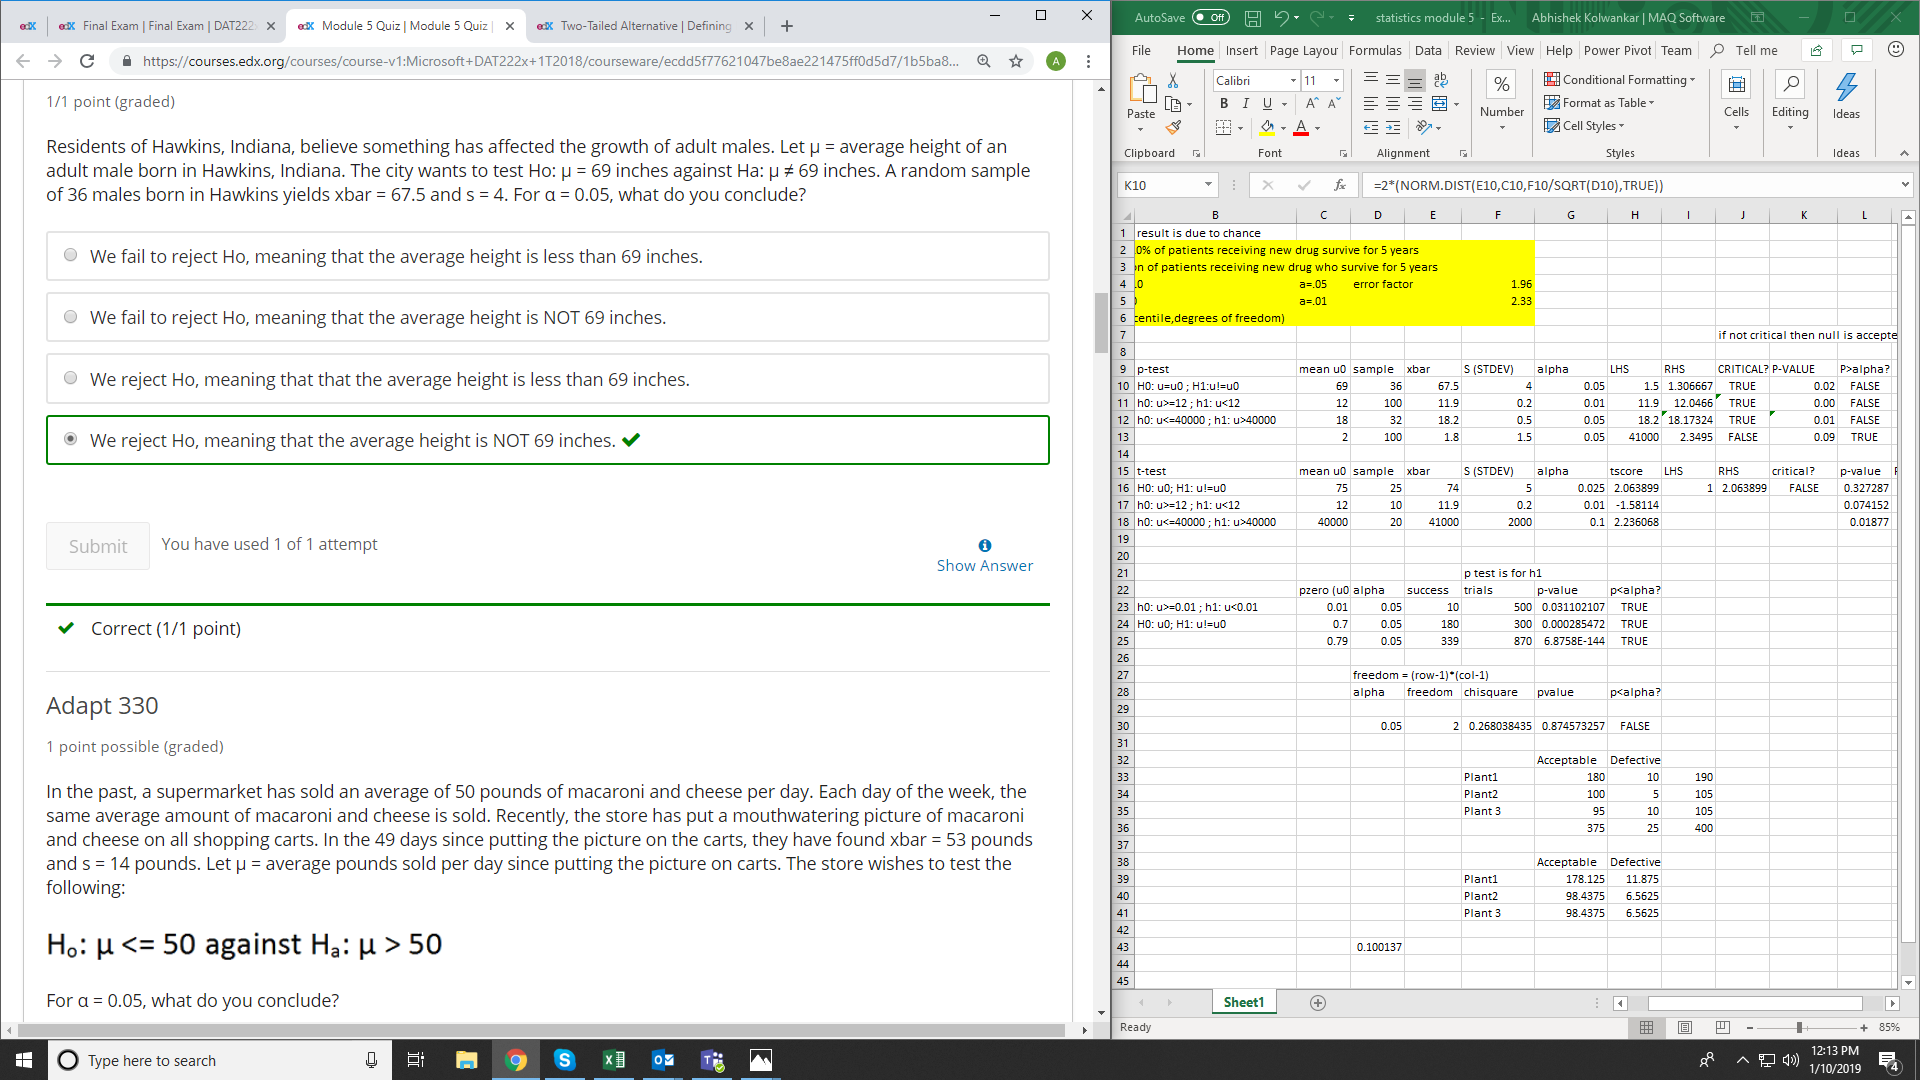 Final Exam | Final Exam | DAT222
Module 5 Quiz | Module 5 Quiz |
Two-Tailed Alternative | Defining
https://courses.edx.org/courses/course-v1:Microsoft+DAT222x+1T2018/courseware/ecdd5f77621047be8ae221475ff0d5d7/1b5ba8...
A
1/1 point (graded)
Residents of Hawkins, Indiana, believe something has affected the growth of adult males. Let µ = average height of an
adult male born in Hawkins, Indiana. The city wants to test Ho: µ = 69 inches against Ha: µ ≠ 69 inches. A random sample
of 36 males born in Hawkins yields xbar = 67.5 and s = 4. For α = 0.05, what do you conclude?
We fail to reject Ho, meaning that the average height is less than 69 inches.
We fail to reject Ho, meaning that the average height is NOT 69 inches.
We reject Ho, meaning that that the average height is less than 69 inches.
We reject Ho, meaning that the average height is NOT 69 inches.
Submit You have used 1 of 1 attempt
Show Answer
Correct (1/1 point)
Adapt 330
1 point possible (graded)
In the past, a supermarket has sold an average of 50 pounds of macaroni and cheese per day. Each day of the week, the
same average amount of macaroni and cheese is sold. Recently, the store has put a mouthwatering picture of macaroni
and cheese on all shopping carts. In the 49 days since putting the picture on the carts, they have found xbar = 53 pounds
and s = 14 pounds. Let µ = average pounds sold per day since putting the picture on carts. The store wishes to test the
following:
Ho: µ <= 50 against Ha: µ > 50
For α = 0.05, what do you conclude?
AutoSave Off statistics module 5 - Ex... Abhishek Kolwankar | MAQ Software
File Home Insert Page Layou Formulas Data Review View Help Power Pivot Team Tell me
Paste Calibri 11 Number Conditional Formatting Format as Table Cell Styles Cells Editing Ideas
Clipboard Font Alignment Styles Ideas
K10 fx =2*(NORM.DIST(E10,C10,F10/SQRT(D10),TRUE))
B C D E F G H I J K L
1 result is due to chance
2 0% of patients receiving new drug survive for 5 years
3 n of patients receiving new drug who survive for 5 years
4 .0 a=.05 error factor 1.96
5 a=.01 2.33
6 centile,degrees of freedom)
7 if not critical then null is accepte
8
9 p-test mean u0 sample xbar S (STDEV) alpha LHS RHS CRITICAL? P-VALUE P>alpha?
10 H0: u=u0 ; H1:u!=u0 69 36 67.5 4 0.05 1.5 1.306667 TRUE 0.02 FALSE
11 h0: u>=12 ; h1: u<12 12 100 11.9 0.2 0.01 11.9 12.0466 TRUE 0.00 FALSE
12 h0: u<=40000 ; h1: u>40000 18 32 18.2 0.5 0.05 18.2 18.17324 TRUE 0.01 FALSE
13 2 100 1.8 1.5 0.05 41000 2.3495 FALSE 0.09 TRUE
14
15 t-test mean u0 sample xbar S (STDEV) alpha tscore LHS RHS critical? p-value
16 H0: u0; H1: u!=u0 75 25 74 5 0.025 2.063899 1 2.063899 FALSE 0.327287
17 h0: u>=12 ; h1: u<12 12 10 11.9 0.2 0.01 -1.58114 0.074152
18 h0: u<=40000 ; h1: u>40000 40000 20 41000 2000 0.1 2.236068 0.01877
19
20
21 p test is for h1
22 pzero (u0 alpha success trials p-value p<alpha?
23 h0: u>=0.01 ; h1: u<0.01 0.01 0.05 10 500 0.031102107 TRUE
24 H0: u0; H1: u!=u0 0.7 0.05 180 300 0.000285472 TRUE
25 0.79 0.05 339 870 6.8758E-144 TRUE
26
27 freedom = (row-1)*(col-1)
28 alpha freedom chisquare pvalue p<alpha?
29
30 0.05 2 0.268038435 0.874573257 FALSE
31
32 Acceptable Defective
33 Plant1 180 10 190
34 Plant2 100 5 105
35 Plant 3 95 10 105
36 375 25 400
37
38 Acceptable Defective
39 Plant1 178.125 11.875
40 Plant2 98.4375 6.5625
41 Plant 3 98.4375 6.5625
42
43 0.100137
44
45
Sheet1
Ready 85%
Type here to search
12:13 PM
1/10/2019
4